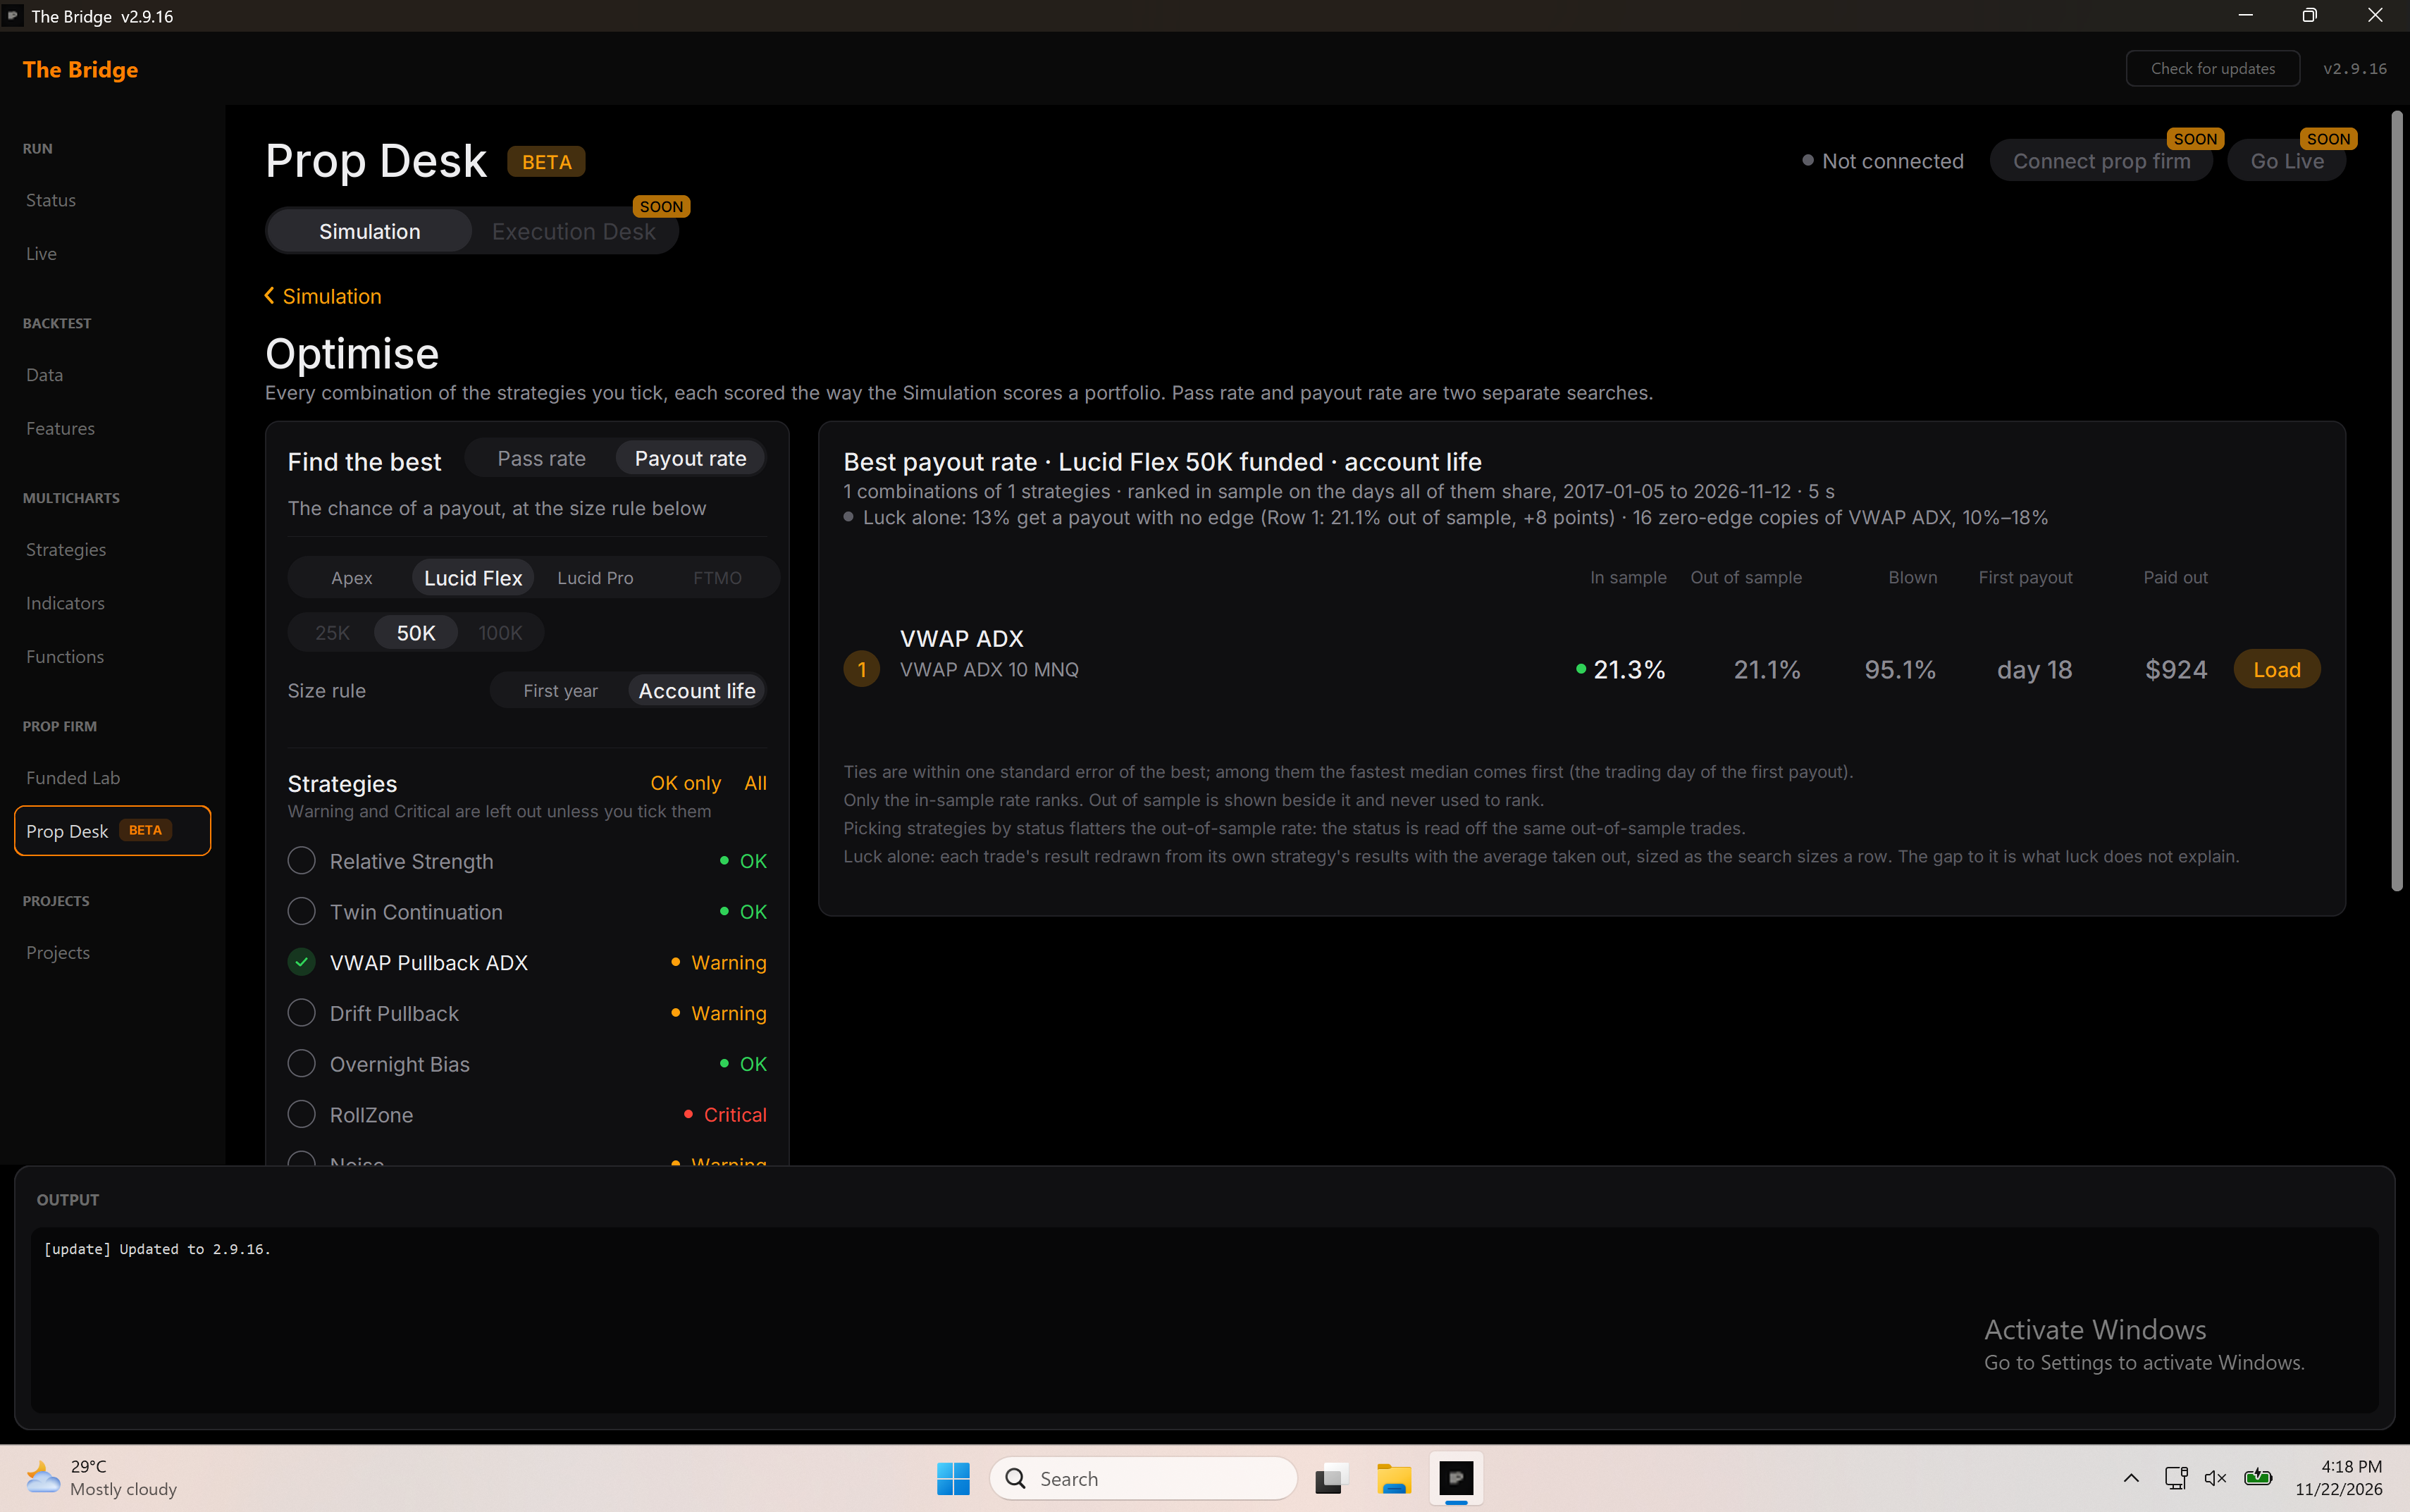 The Bridge v2.9.16
The Bridge
Check for updates
v2.9.16
RUN
Status
Live
BACKTEST
Data
Features
MULTICHARTS
Strategies
Indicators
Functions
PROP FIRM
Funded Lab
Prop Desk BETA
PROJECTS
Projects
Prop Desk BETA
Not connected
Connect prop firm SOON
Go Live SOON
Simulation
Execution Desk SOON
Simulation
Optimise
Every combination of the strategies you tick, each scored the way the Simulation scores a portfolio. Pass rate and payout rate are two separate searches.
Find the best Pass rate Payout rate
The chance of a payout, at the size rule below
Apex Lucid Flex Lucid Pro FTMO
25K 50K 100K
Size rule First year Account life
Strategies OK only All
Warning and Critical are left out unless you tick them
Relative Strength OK
Twin Continuation OK
VWAP Pullback ADX Warning
Drift Pullback Warning
Overnight Bias OK
RollZone Critical
Noise Warning
Best payout rate · Lucid Flex 50K funded · account life
1 combinations of 1 strategies · ranked in sample on the days all of them share, 2017-01-05 to 2026-11-12 · 5 s
Luck alone: 13% get a payout with no edge (Row 1: 21.1% out of sample, +8 points) · 16 zero-edge copies of VWAP ADX, 10%–18%
In sample Out of sample Blown First payout Paid out
VWAP ADX
1 VWAP ADX 10 MNQ 21.3% 21.1% 95.1% day 18 $924 Load
Ties are within one standard error of the best; among them the fastest median comes first (the trading day of the first payout).
Only the in-sample rate ranks. Out of sample is shown beside it and never used to rank.
Picking strategies by status flatters the out-of-sample rate: the status is read off the same out-of-sample trades.
Luck alone: each trade's result redrawn from its own strategy's results with the average taken out, sized as the search sizes a row. The gap to it is what luck does not explain.
OUTPUT
[update] Updated to 2.9.16.
Activate Windows
Go to Settings to activate Windows.
29°C
Mostly cloudy
Search
4:18 PM
11/22/2026